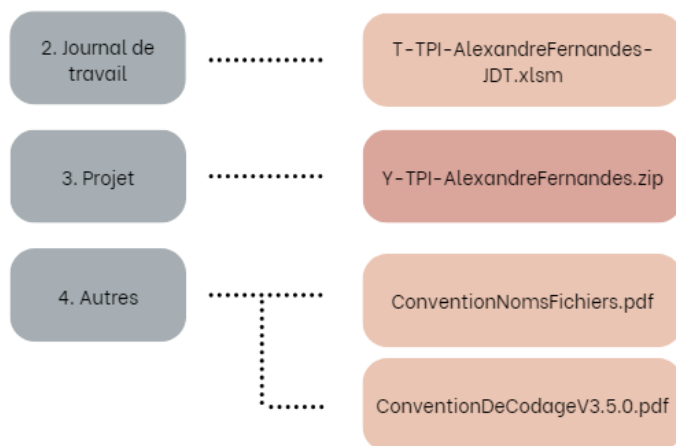 2. Journal de
travail
T-TPI-AlexandreFernandes-
JDT.xlsm
3. Projet
Y-TPI-AlexandreFernandes.zip
4. Autres
ConventionNomsFichiers.pdf
ConventionDeCodageV3.5.0.pdf